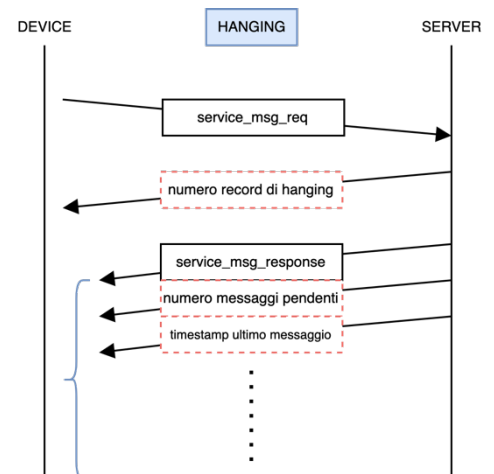 DEVICE
HANGING
SERVER
service_msg_req
numero record di hanging
service_msg_response
numero messaggi pendenti
timestamp ultimo messaggio